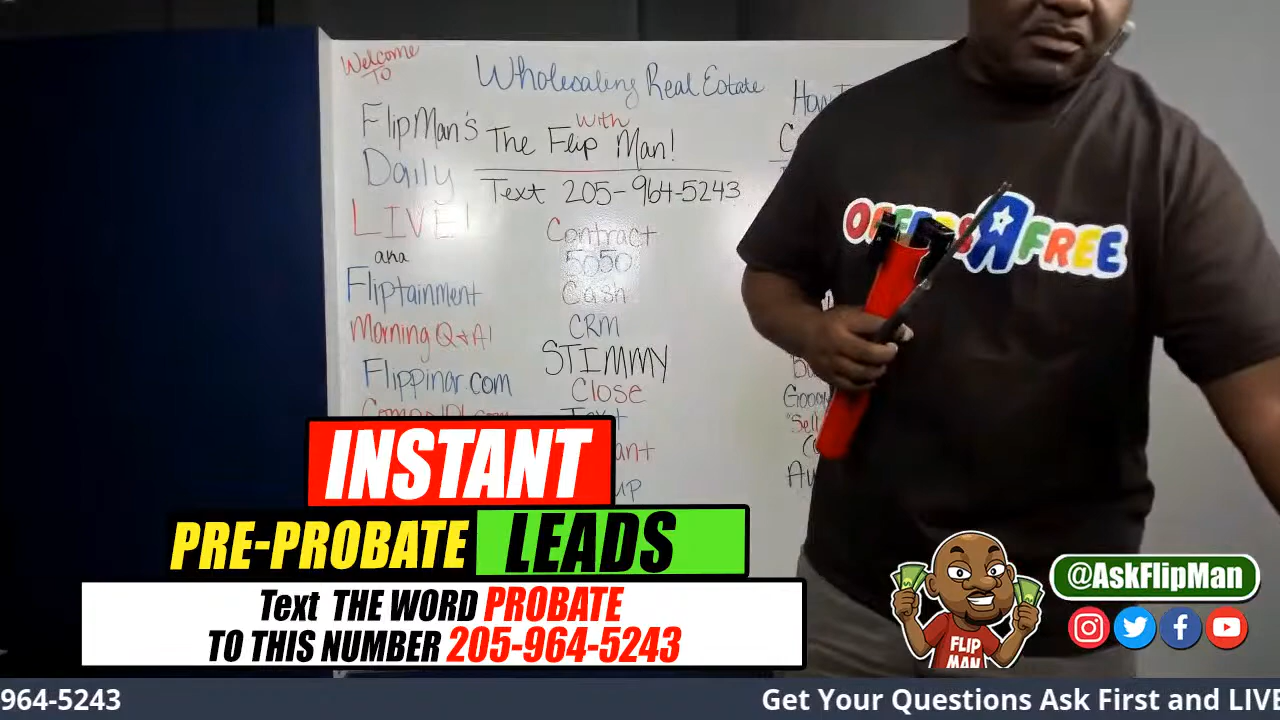 Welcome
To
FlipMan's
Daily
LIVE!
aka
Fliptainment
Morning Q&A!
Flippinar.com
Wholesaling Real Estate
with
The Flip Man!
Text 205-964-5243
Contract
5050
Cash
CRM
STIMMY
Close
OFFERS R FREE
INSTANT
PRE-PROBATE LEADS
Text THE WORD PROBATE
TO THIS NUMBER 205-964-5243
FLIP
MAN
@AskFlipMan
964-5243
Get Your Questions Ask First and LIVE